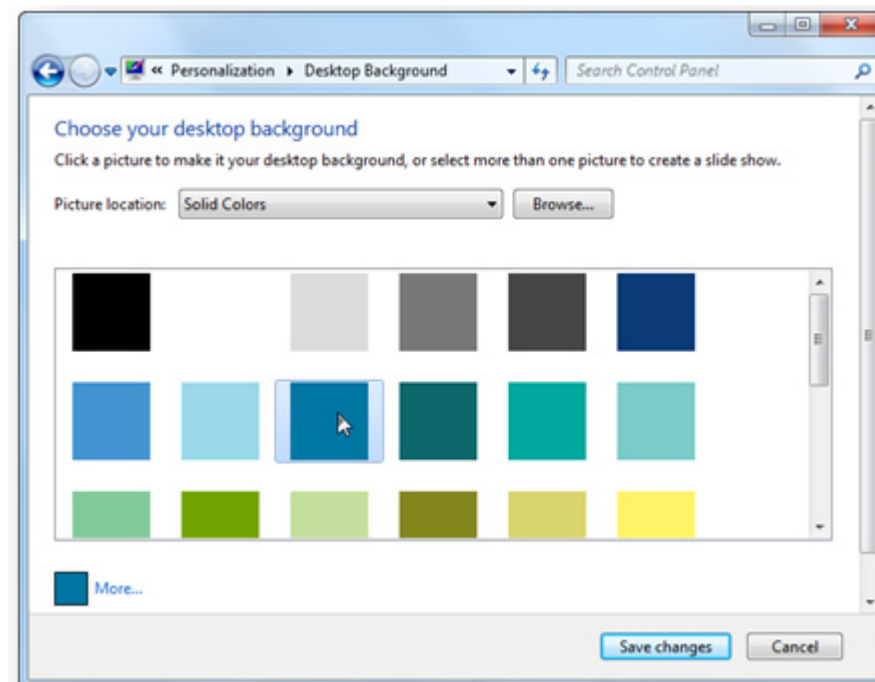 « Personalization ▸ Desktop Background Search Control Panel
Choose your desktop background
Click a picture to make it your desktop background, or select more than one picture to create a slide show.
Picture location: Solid Colors Browse...
More...
Save changes Cancel